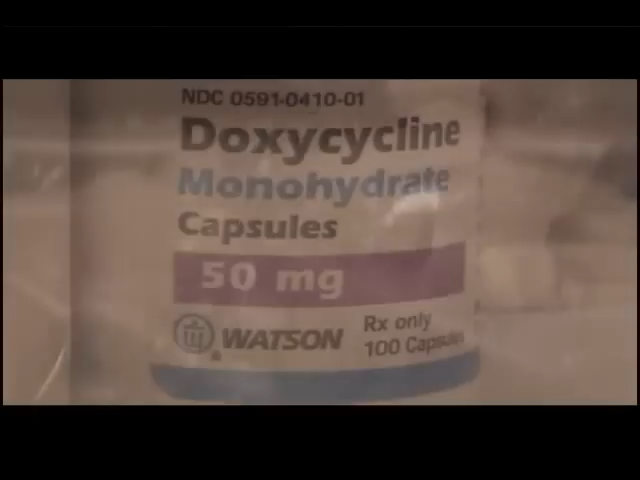 NDC 0591-0410-01
Doxycycline
Monohydrate
Capsules
50 mg
WATSON
Rx only
100 Capsules